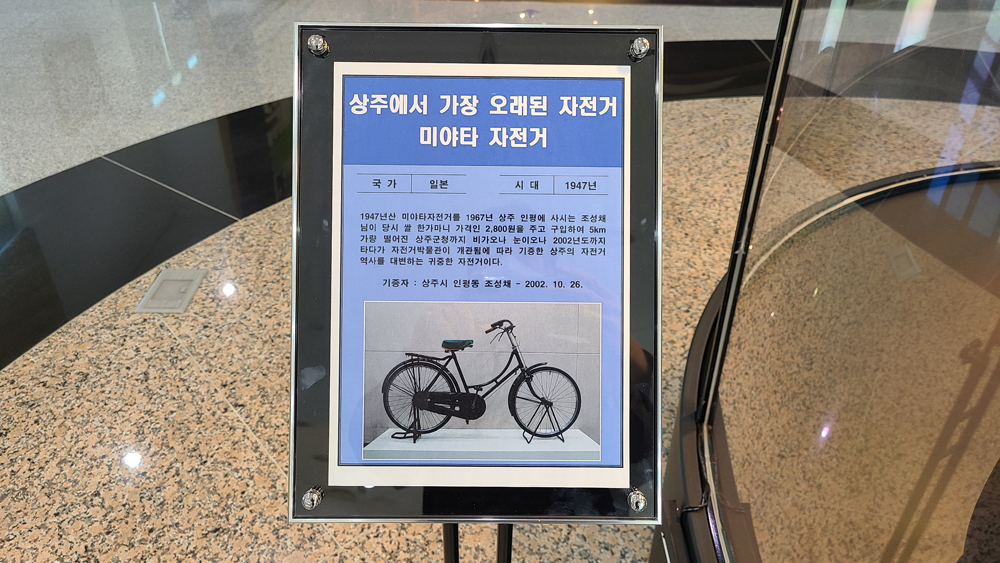 상주에서 가장 오래된 자전거
미야타 자전거
국 가 일본 시 대 1947년
1947년산 미야타자전거를 1967년 상주 인평에 사시는 조성채
님이 당시 쌀 한가마니 가격인 2,800원을 주고 구입하여 5km
가량 떨어진 상주군청까지 비가오나 눈이오나 2002년도까지
타다가 자전거박물관이 개관됨에 따라 기증한 상주의 자전거
역사를 대변하는 귀중한 자전거이다.
기증자 : 상주시 인평동 조성채 - 2002. 10. 26.